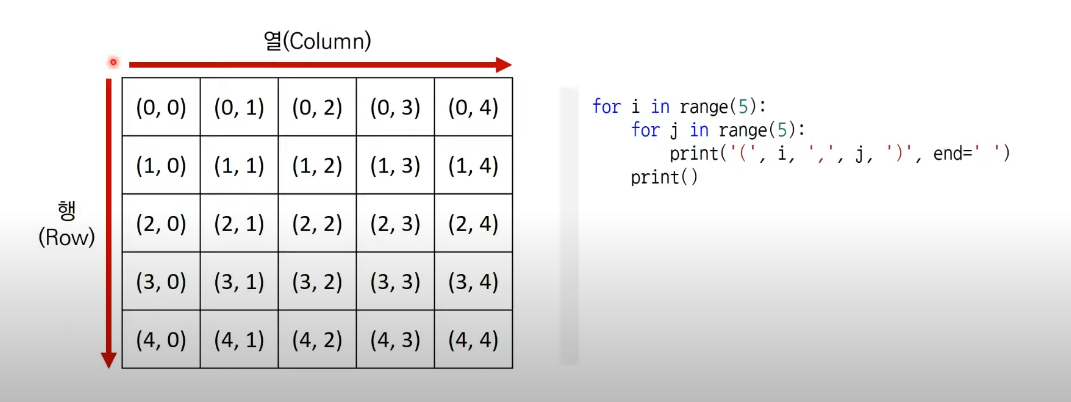 열(Column)
행
(Row)
(0, 0) (0, 1) (0, 2) (0, 3) (0, 4)
(1, 0) (1, 1) (1, 2) (1, 3) (1, 4)
(2, 0) (2, 1) (2, 2) (2, 3) (2, 4)
(3, 0) (3, 1) (3, 2) (3, 3) (3, 4)
(4, 0) (4, 1) (4, 2) (4, 3) (4, 4)
for i in range(5):
    for j in range(5):
        print('(', i, ',', j, ')', end=' ')
    print()